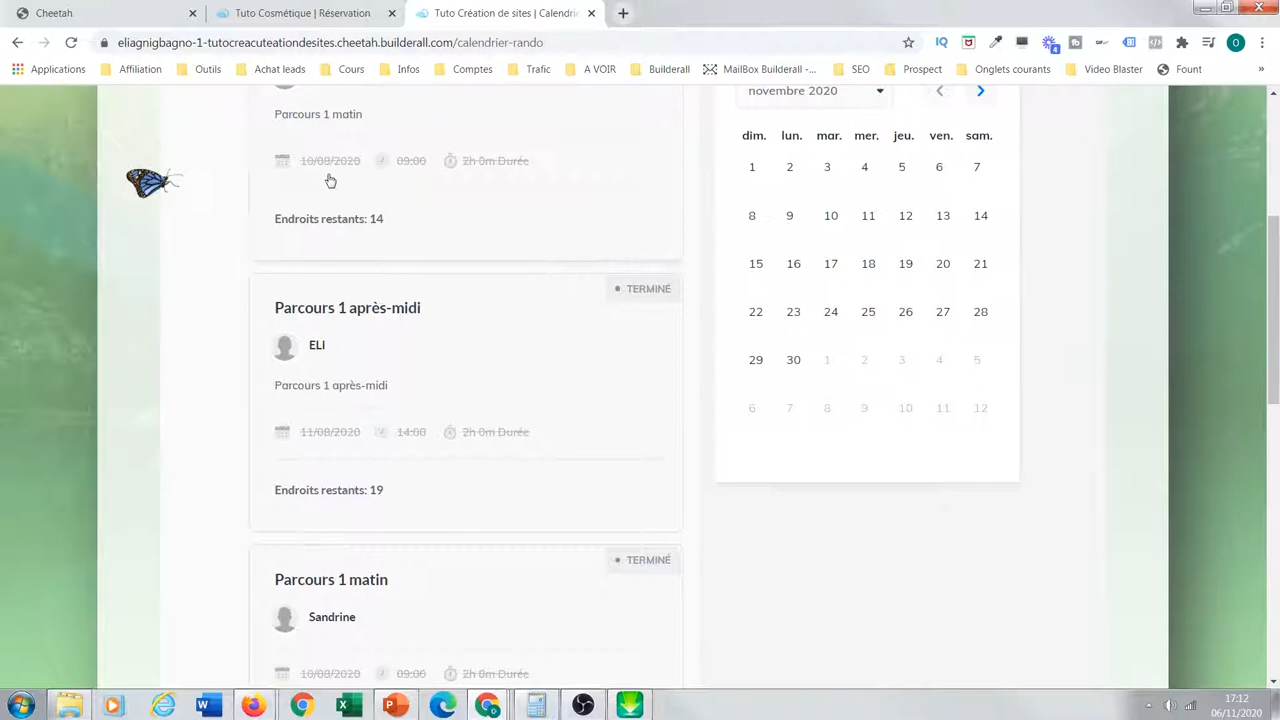 Cheetah.
Tuto Cosmétique | Réservation
Tuto Création de sites | Calendrie
eliagnigbagno-1-tutocreacutationdesites.cheetah.builderall.com/calendrierrando
Applications
Affiliation
Outils
Achat leads
Cours
Infos
Comptes
Trafic
A VOIR
Builderall
MailBox Builderall -...
SEO
Prospect
Onglets courants
Video Blaster
Fount
»
Parcours 1 matin
10/08/2020 09:00 2h 0m Durée
Endroits restants: 14
TERMINÉ
Parcours 1 après-midi
ELI
Parcours 1 après-midi
11/08/2020 14:00 2h 0m Durée
Endroits restants: 19
TERMINÉ
Parcours 1 matin
Sandrine
10/08/2020 09:00 2h 0m Durée
novembre 2020
dim. lun. mar. mer. jeu. ven. sam.
1 2 3 4 5 6 7
8 9 10 11 12 13 14
15 16 17 18 19 20 21
22 23 24 25 26 27 28
29 30 1 2 3 4 5
6 7 8 9 10 11 12
17:12
06/11/2020